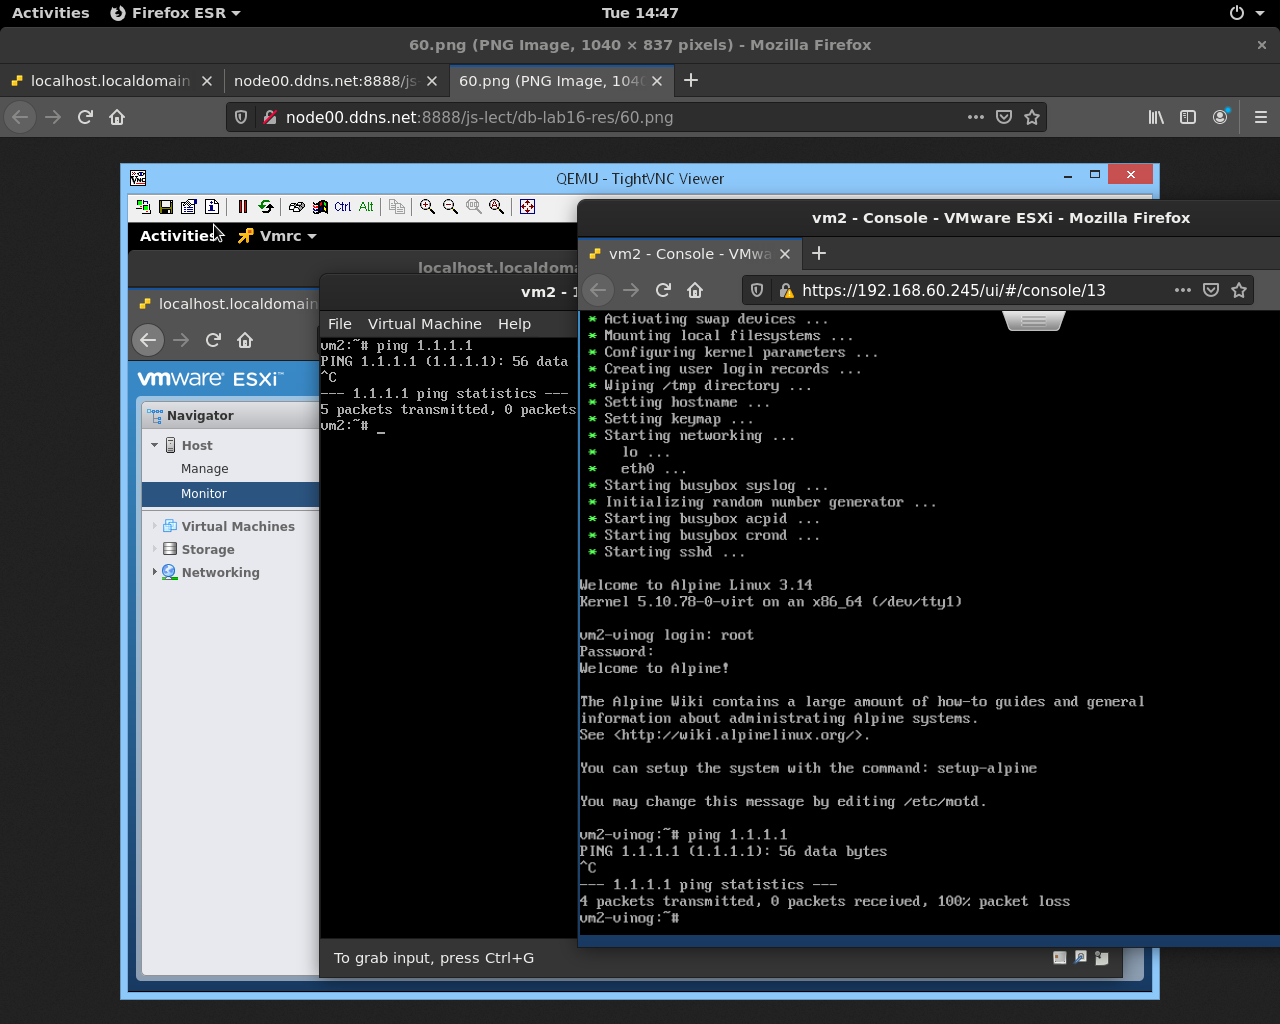 Activities Firefox ESR Tue 14:47
60.png (PNG Image, 1040 × 837 pixels) - Mozilla Firefox
localhost.localdomain node00.ddns.net:8888/js 60.png (PNG Image, 104
node00.ddns.net:8888/js-lect/db-lab16-res/60.png
QEMU - TightVNC Viewer
Ctrl Alt
Activities Vmrc
localhost.localdoma
localhost.localdomain
vmware ESXi
Navigator
Host
Manage
Monitor
Virtual Machines
Storage
Networking
vm2 - 1
File Virtual Machine Help
vm2:~# ping 1.1.1.1
PING 1.1.1.1 (1.1.1.1): 56 data
^C
--- 1.1.1.1 ping statistics ---
5 packets transmitted, 0 packets
vm2:~# _
To grab input, press Ctrl+G
vm2 - Console - VMware ESXi - Mozilla Firefox
vm2 - Console - VMwa
https://192.168.60.245/ui/#/console/13
* Activating swap devices ...
* Mounting local filesystems ...
* Configuring kernel parameters ...
* Creating user login records ...
* Wiping /tmp directory ...
* Setting hostname ...
* Setting keymap ...
* Starting networking ...
* lo ...
* eth0 ...
* Starting busybox syslog ...
* Initializing random number generator ...
* Starting busybox acpid ...
* Starting busybox crond ...
* Starting sshd ...
Welcome to Alpine Linux 3.14
Kernel 5.10.78-0-virt on an x86_64 (/dev/tty1)
vm2-vinog login: root
Password:
Welcome to Alpine!
The Alpine Wiki contains a large amount of how-to guides and general
information about administrating Alpine systems.
See <http://wiki.alpinelinux.org/>.
You can setup the system with the command: setup-alpine
You may change this message by editing /etc/motd.
vm2-vinog:~# ping 1.1.1.1
PING 1.1.1.1 (1.1.1.1): 56 data bytes
^C
--- 1.1.1.1 ping statistics ---
4 packets transmitted, 0 packets received, 100% packet loss
vm2-vinog:~#